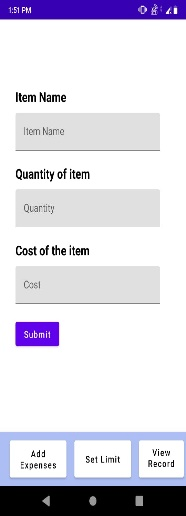 1:51 PM
Item Name
Item Name
Quantity of item
Quantity
Cost of the item
Cost
Submit
Add Expenses
Set Limit
View Record